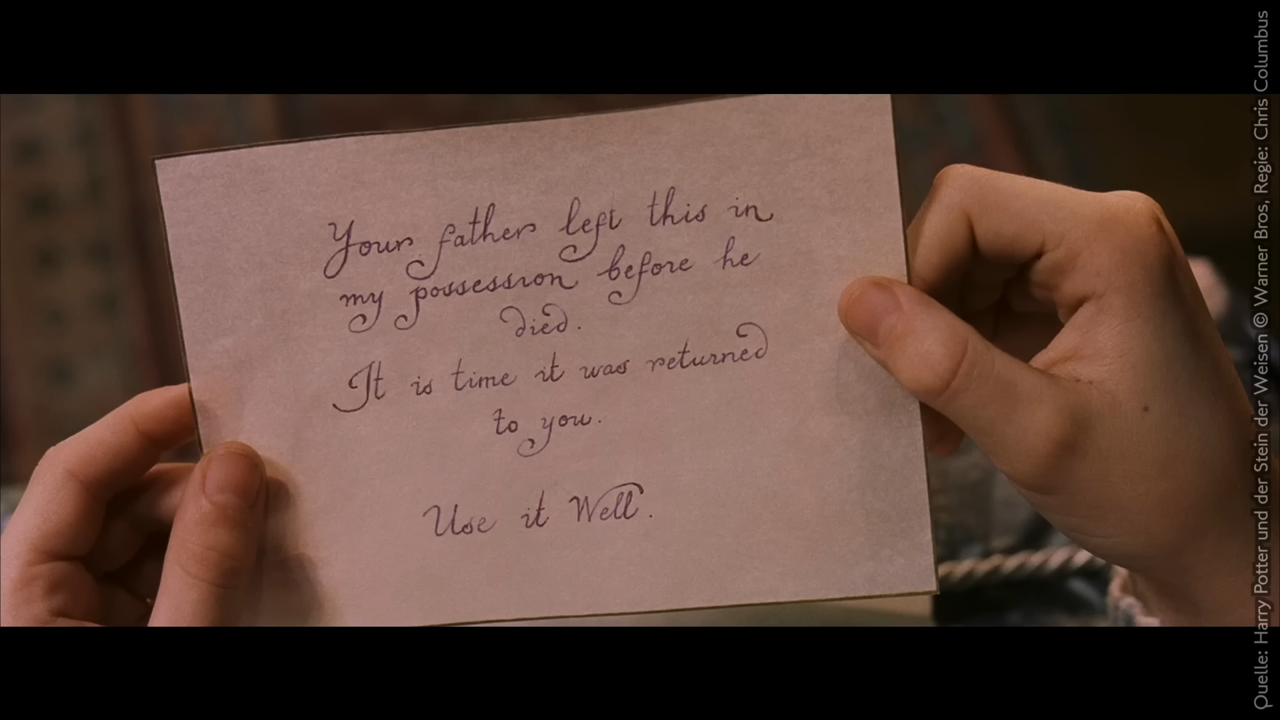 Your father left this in
my possession before he
died.
It is time it was returned
to you.
Use it Well.
Quelle: Harry Potter und der Stein der Weisen © Warner Bros, Regie: Chris Columbus